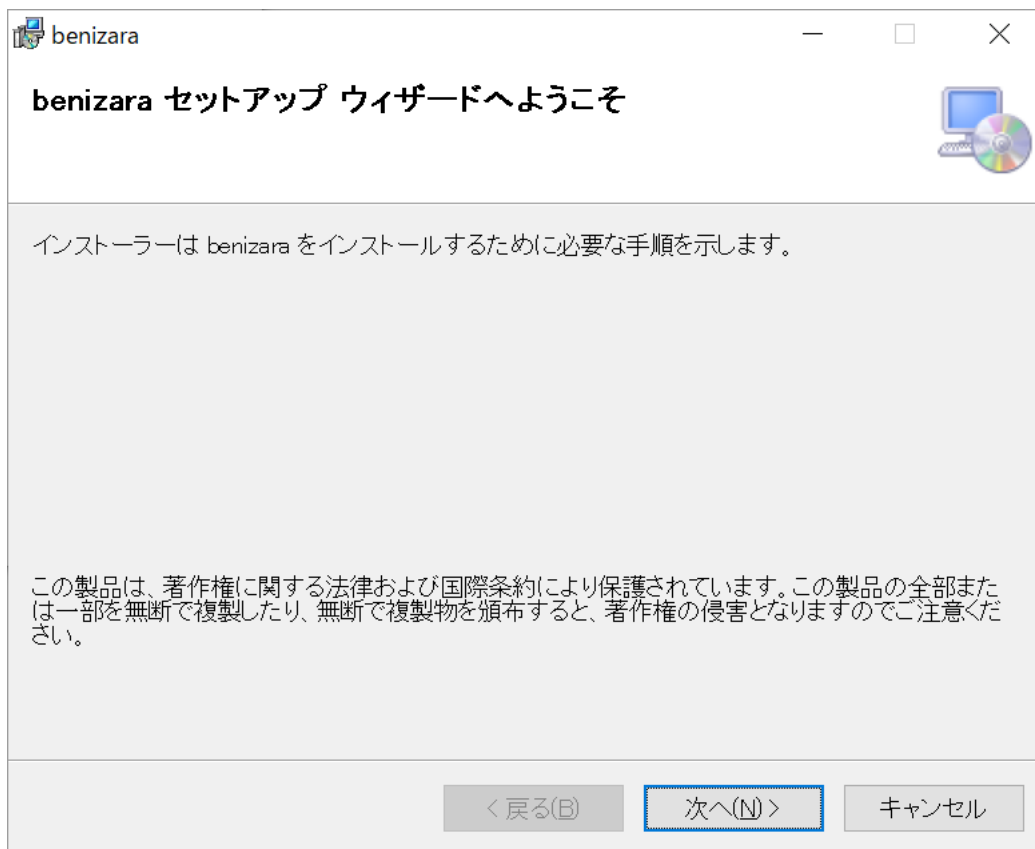 benizara
benizara セットアップ ウィザードへようこそ
インストーラーは benizara をインストールするために必要な手順を示します。
この製品は、著作権に関する法律および国際条約により保護されています。この製品の全部また
は一部を無断で複製したり、無断で複製物を頒布すると、著作権の侵害となりますのでご注意くだ
さい。
< 戻る(B)
次へ(N) >
キャンセル